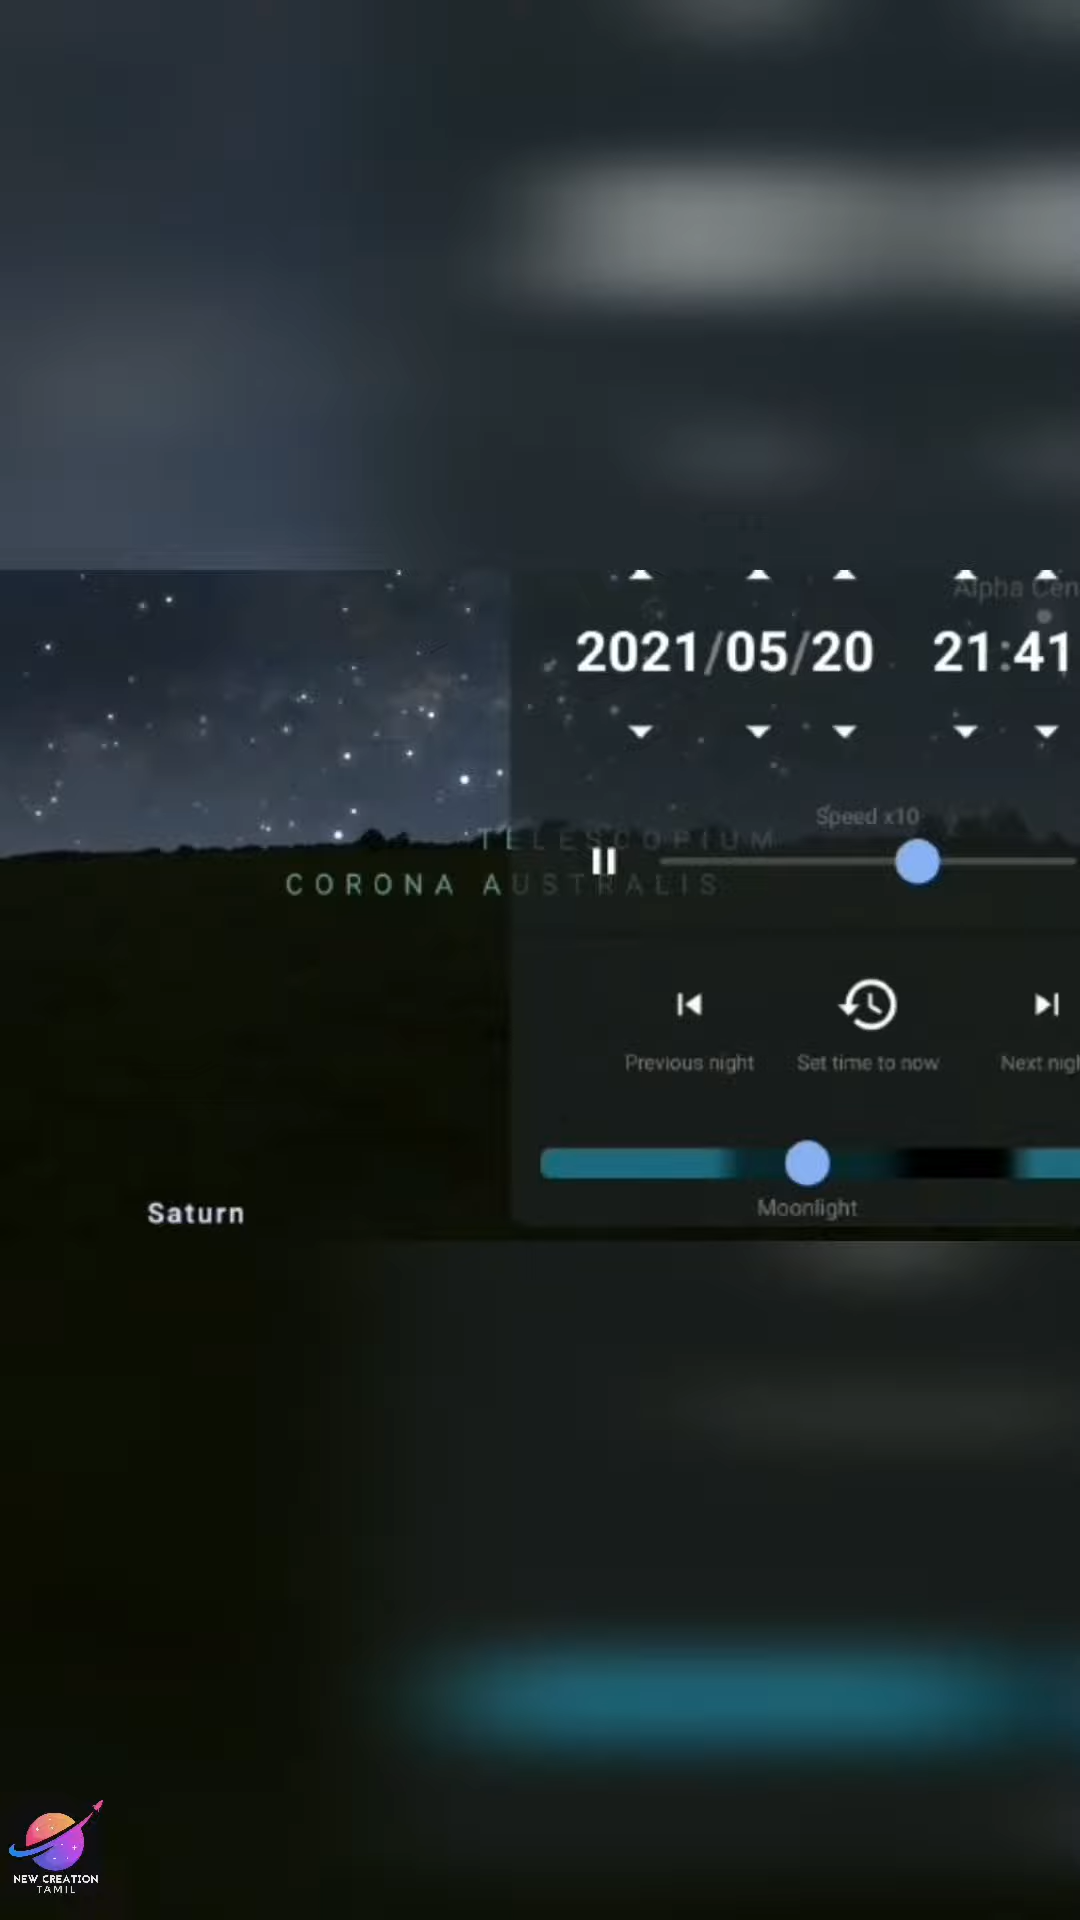 Alpha Cen
2021/05/20 21:41
Speed x10
TELESCOPIUM
CORONA AUSTRALIS
Previous night Set time to now Next nigh
Saturn
Moonlight
NEW CREATION
TAMIL